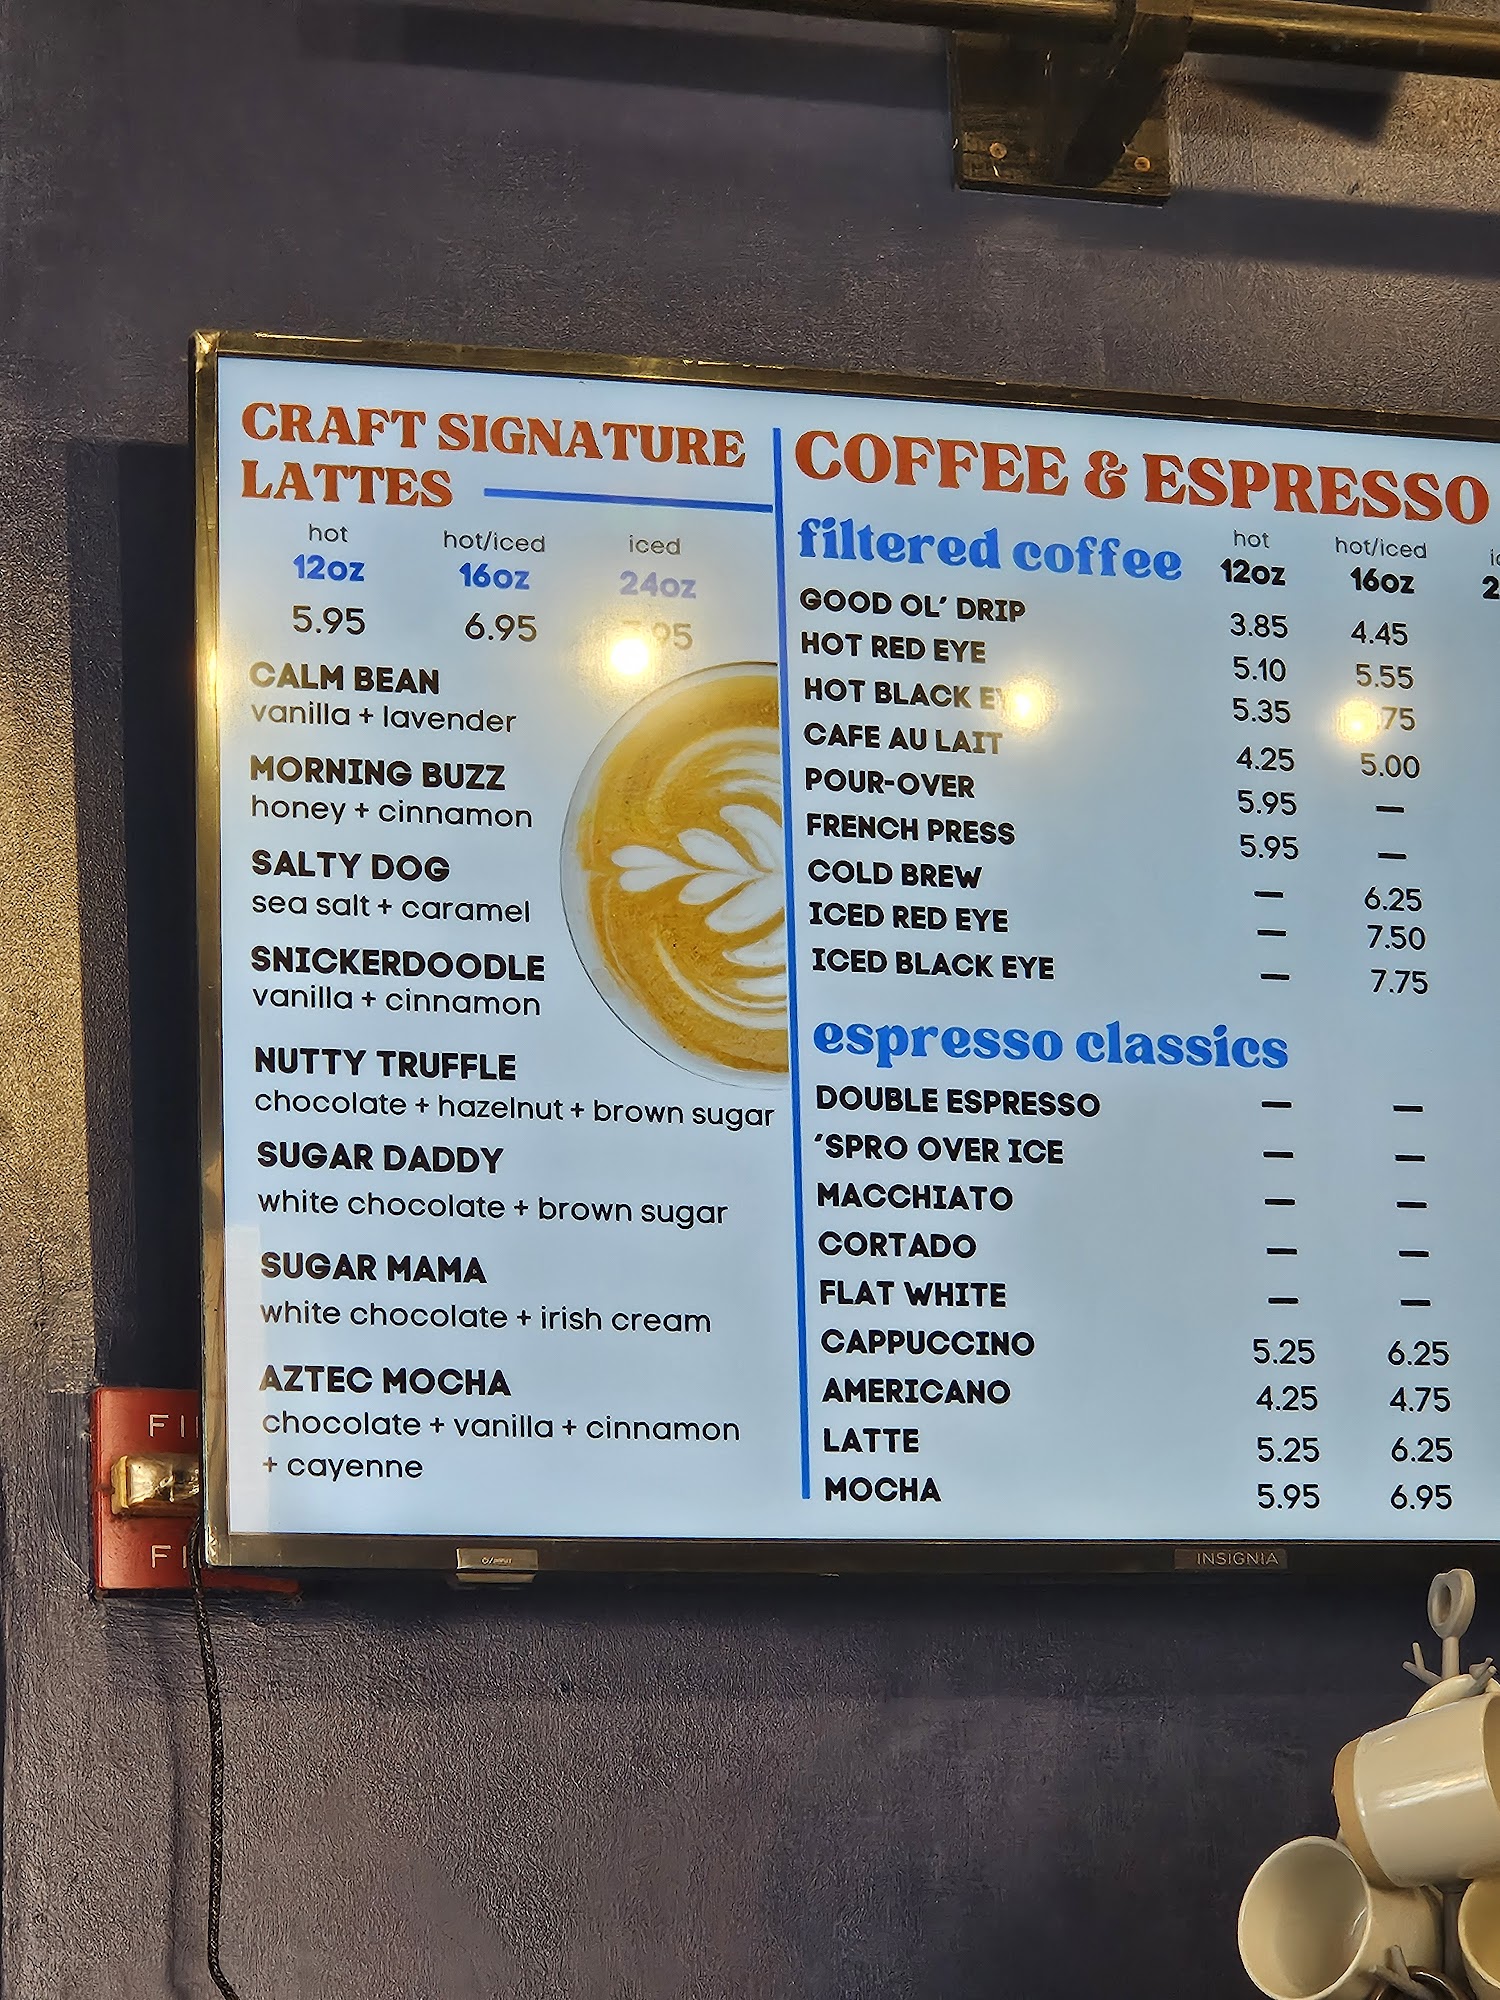 CRAFT SIGNATURE
LATTES
hot hot/iced iced
12oz 16oz 24oz
5.95 6.95
CALM BEAN
vanilla + lavender
MORNING BUZZ
honey + cinnamon
SALTY DOG
sea salt + caramel
SNICKERDOODLE
vanilla + cinnamon
NUTTY TRUFFLE
chocolate + hazelnut + brown sugar
SUGAR DADDY
white chocolate + brown sugar
SUGAR MAMA
white chocolate + irish cream
AZTEC MOCHA
chocolate + vanilla + cinnamon
+ cayenne
COFFEE & ESPRESSO
hot hot/iced
filtered coffee 12oz 16oz
GOOD OL' DRIP 3.85 4.45
HOT RED EYE 5.10 5.55
HOT BLACK 5.35
CAFE AU LAIT 4.25 5.00
POUR-OVER 5.95 —
FRENCH PRESS 5.95 —
COLD BREW — 6.25
ICED RED EYE — 7.50
ICED BLACK EYE — 7.75
espresso classics
DOUBLE ESPRESSO — —
'SPRO OVER ICE — —
MACCHIATO — —
CORTADO — —
FLAT WHITE — —
CAPPUCCINO 5.25 6.25
AMERICANO 4.25 4.75
LATTE 5.25 6.25
MOCHA 5.95 6.95
INSIGNIA